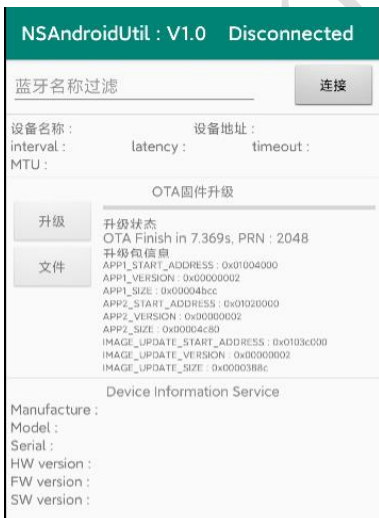 NSAndroidUtil : V1.0 Disconnected
蓝牙名称过滤 连接
设备名称 : 设备地址 :
interval : latency : timeout :
MTU :
OTA固件升级
升级 升级状态
OTA Finish in 7.369s, PRN : 2048
文件 升级包信息
APP1_START_ADDRESS : 0x01004000
APP1_VERSION : 0x00000002
APP1_SIZE : 0x00004bcc
APP2_START_ADDRESS : 0x01020000
APP2_VERSION : 0x00000002
APP2_SIZE : 0x00004c80
IMAGE_UPDATE_START_ADDRESS : 0x0103c000
IMAGE_UPDATE_VERSION : 0x00000002
IMAGE_UPDATE_SIZE : 0x0000388c
Device Information Service
Manufacture :
Model :
Serial :
HW version :
FW version :
SW version :